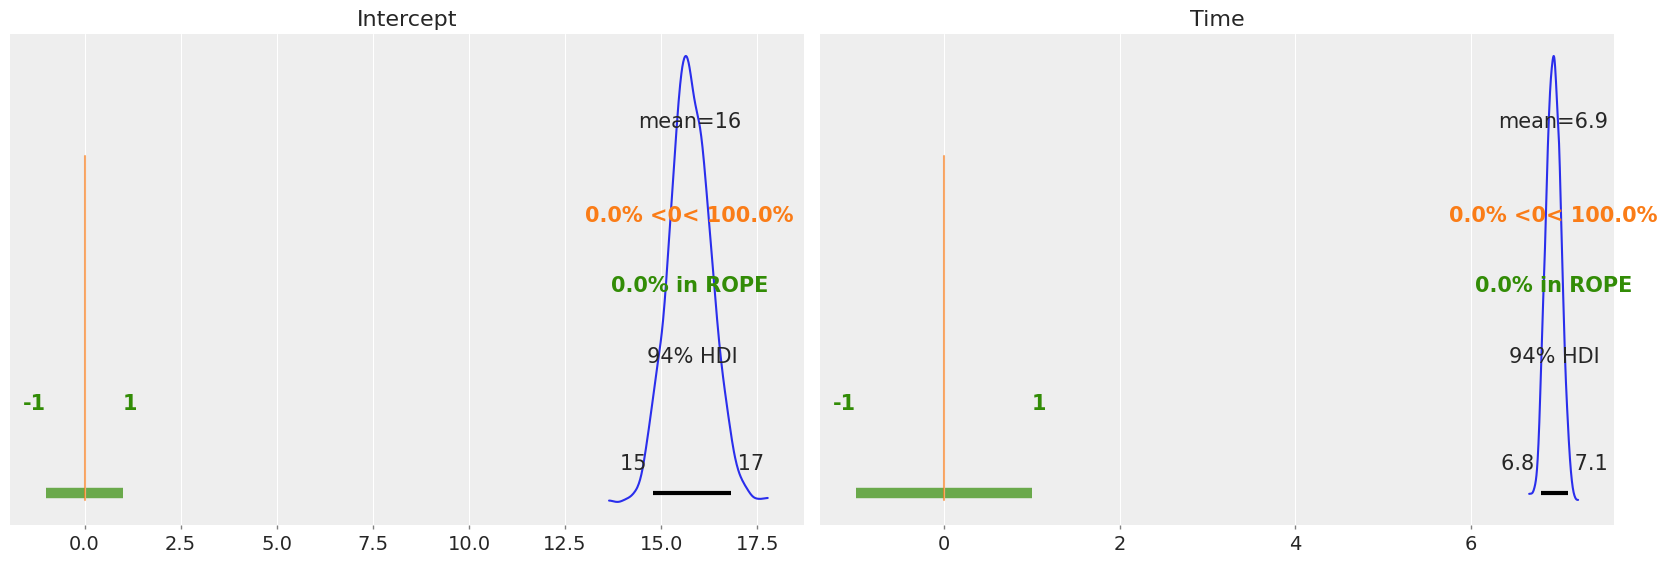 Intercept
mean=16
0.0% <0< 100.0%
0.0% in ROPE
94% HDI
-1
1
15
17
0.0
2.5
5.0
7.5
10.0
12.5
15.0
17.5
Time
mean=6.9
0.0% <0< 100.0%
0.0% in ROPE
94% HDI
-1
1
6.8
7.1
0
2
4
6